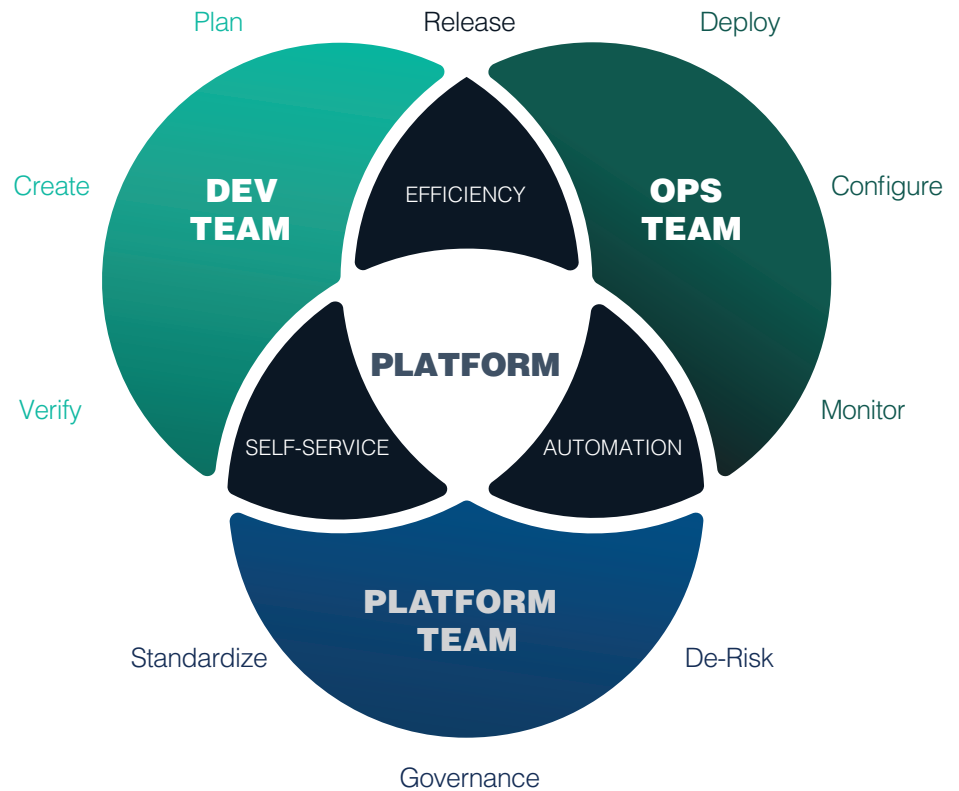 Plan
Release
Deploy
Create
DEV
TEAM
EFFICIENCY
OPS
TEAM
Configure
PLATFORM
Verify
Monitor
SELF-SERVICE
AUTOMATION
PLATFORM
TEAM
Standardize
De-Risk
Governance